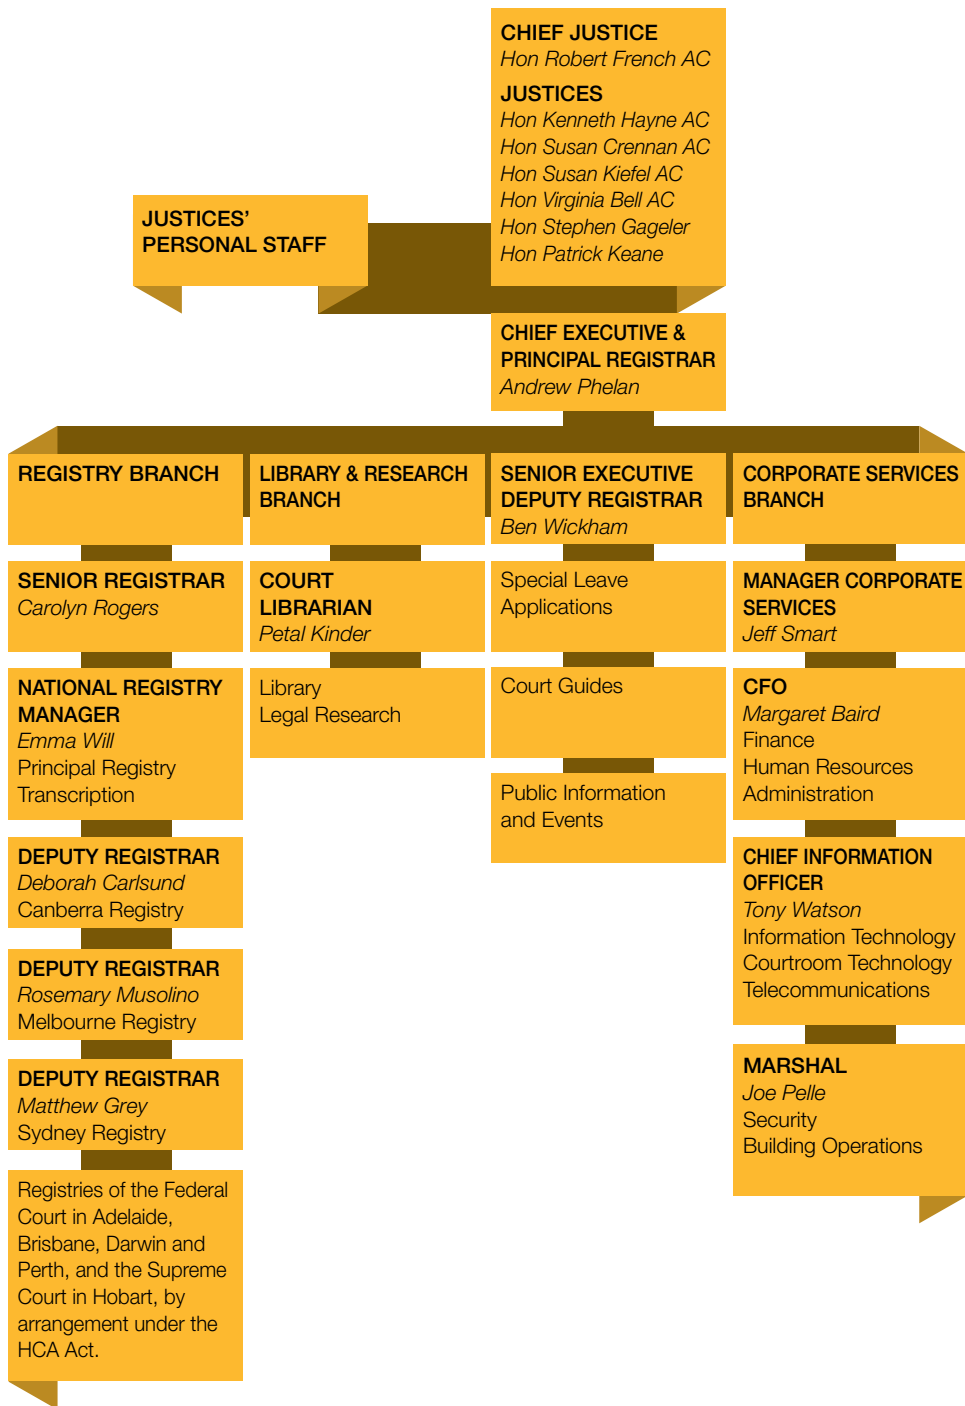 CHIEF JUSTICE
Hon Robert French AC
JUSTICES
Hon Kenneth Hayne AC
Hon Susan Crennan AC
Hon Susan Kiefel AC
Hon Virginia Bell AC
Hon Stephen Gageler
Hon Patrick Keane
JUSTICES'
PERSONAL STAFF
CHIEF EXECUTIVE &
PRINCIPAL REGISTRAR
Andrew Phelan
REGISTRY BRANCH
SENIOR REGISTRAR
Carolyn Rogers
NATIONAL REGISTRY
MANAGER
Emma Will
Principal Registry
Transcription
DEPUTY REGISTRAR
Deborah Carlsund
Canberra Registry
DEPUTY REGISTRAR
Rosemary Musolino
Melbourne Registry
DEPUTY REGISTRAR
Matthew Grey
Sydney Registry
Registries of the Federal
Court in Adelaide,
Brisbane, Darwin and
Perth, and the Supreme
Court in Hobart, by
arrangement under the
HCA Act.
LIBRARY & RESEARCH
BRANCH
COURT
LIBRARIAN
Petal Kinder
Library
Legal Research
SENIOR EXECUTIVE
DEPUTY REGISTRAR
Ben Wickham
Special Leave
Applications
Court Guides
Public Information
and Events
CORPORATE SERVICES
BRANCH
MANAGER CORPORATE
SERVICES
Jeff Smart
CFO
Margaret Baird
Finance
Human Resources
Administration
CHIEF INFORMATION
OFFICER
Tony Watson
Information Technology
Courtroom Technology
Telecommunications
MARSHAL
Joe Pelle
Security
Building Operations